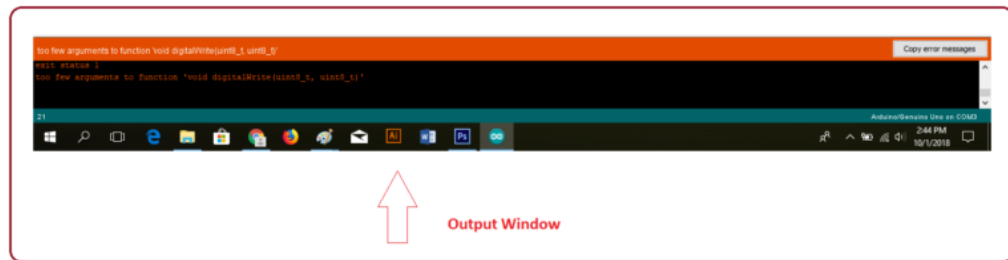 too few arguments to function 'void digitalWrite(uint8_t, uint8_t)'
Copy error messages
exit status 1
too few arguments to function 'void digitalWrite(uint8_t, uint8_t)'
21
Arduino/Genuino Uno on COM3
Ai
Ps
2:44 PM
10/1/2018
Output Window